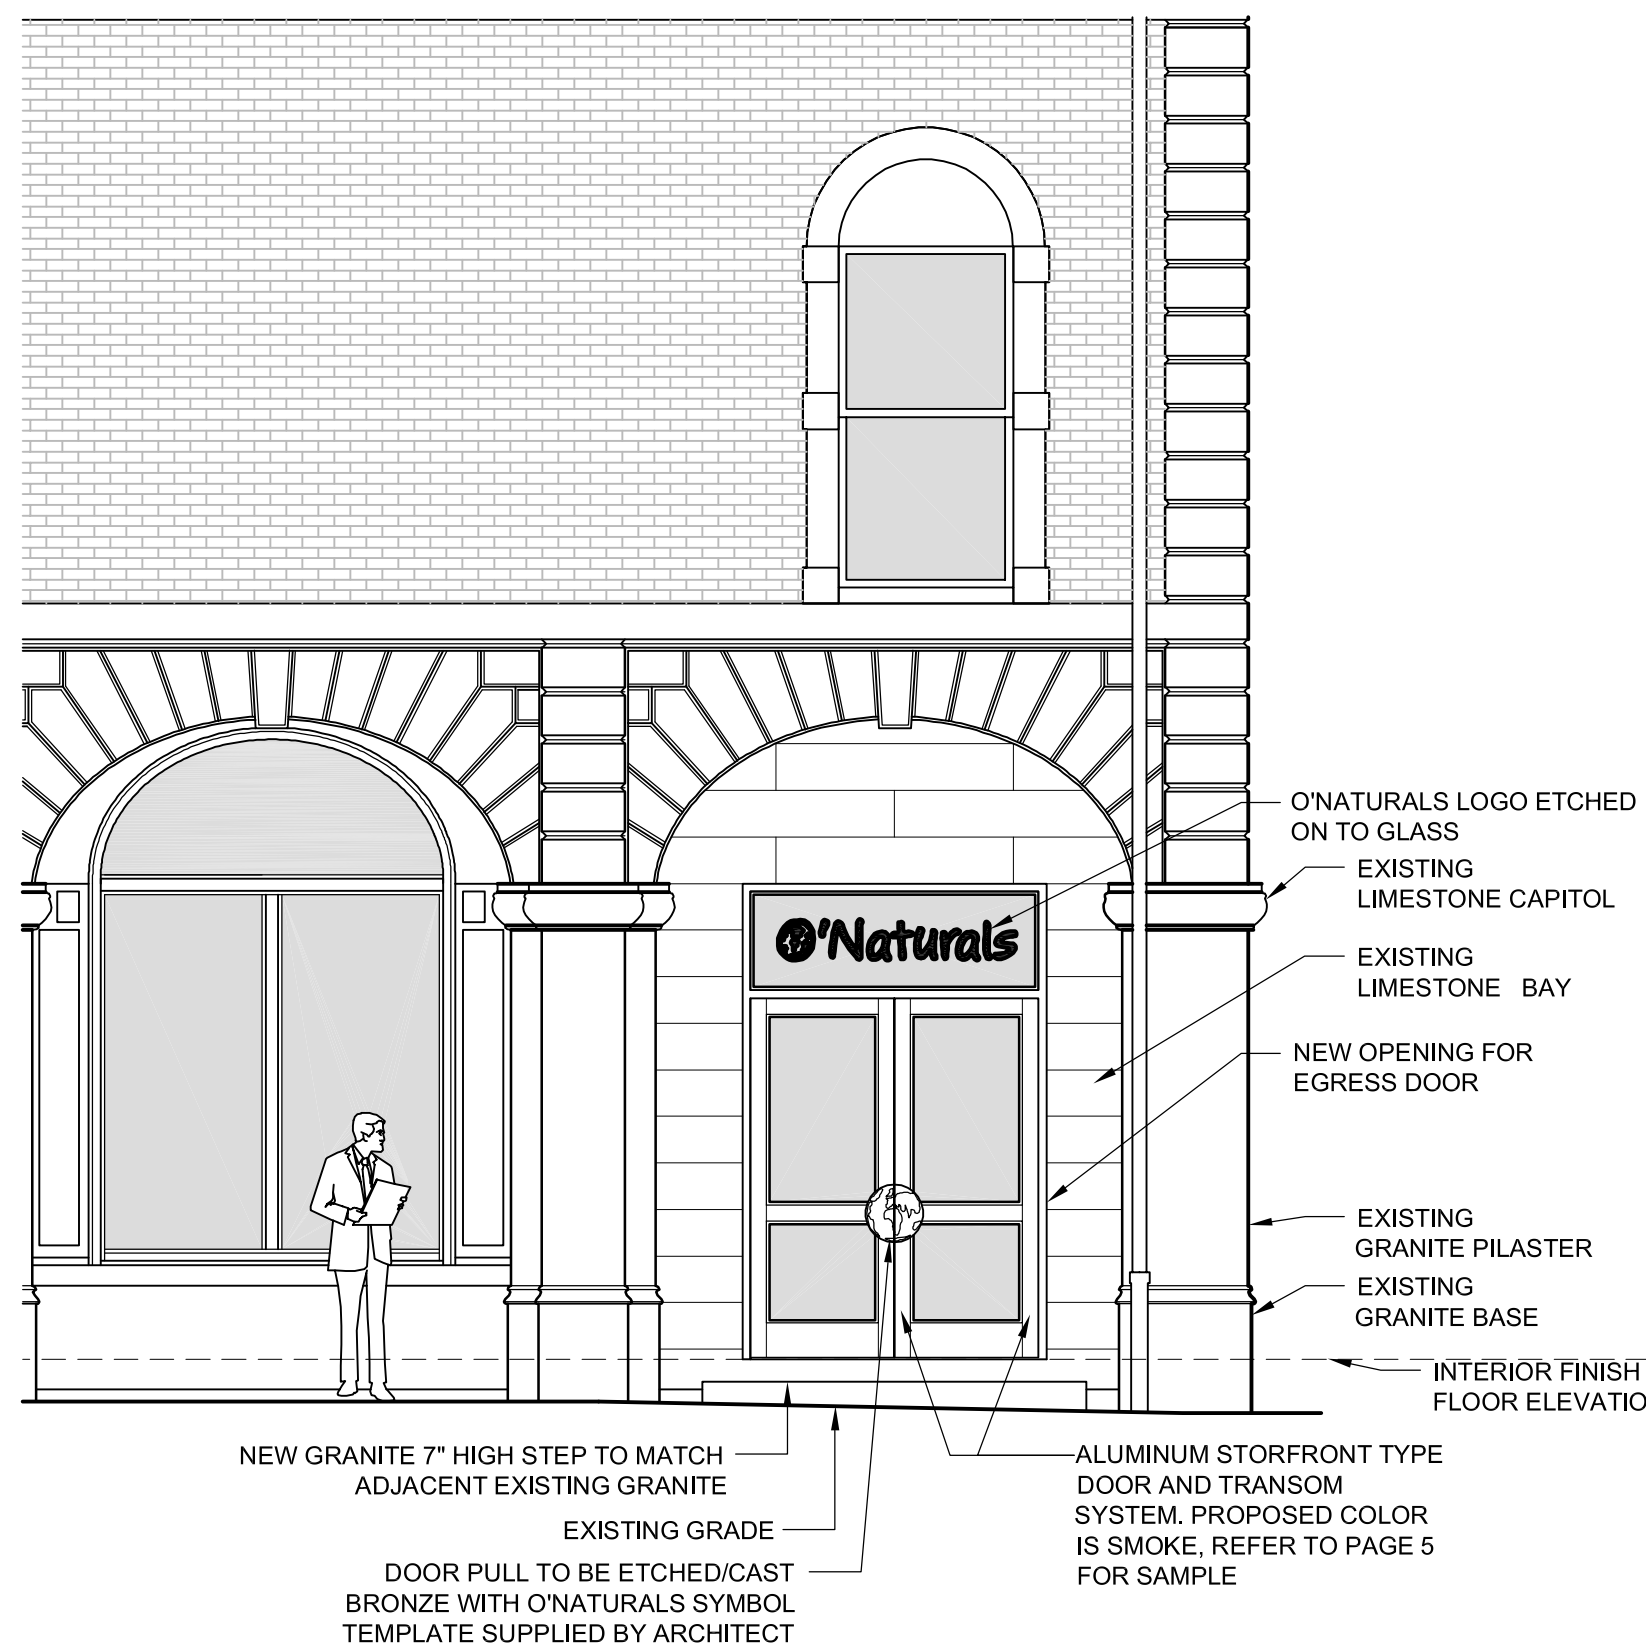 O'Naturals
O'NATURALS LOGO ETCHED
ON TO GLASS
EXISTING
LIMESTONE CAPITOL
EXISTING
LIMESTONE BAY
NEW OPENING FOR
EGRESS DOOR
EXISTING
GRANITE PILASTER
EXISTING
GRANITE BASE
INTERIOR FINISH
FLOOR ELEVATIO
NEW GRANITE 7" HIGH STEP TO MATCH
ADJACENT EXISTING GRANITE
EXISTING GRADE
DOOR PULL TO BE ETCHED/CAST
BRONZE WITH O'NATURALS SYMBOL
TEMPLATE SUPPLIED BY ARCHITECT
ALUMINUM STORFRONT TYPE
DOOR AND TRANSOM
SYSTEM. PROPOSED COLOR
IS SMOKE, REFER TO PAGE 5
FOR SAMPLE